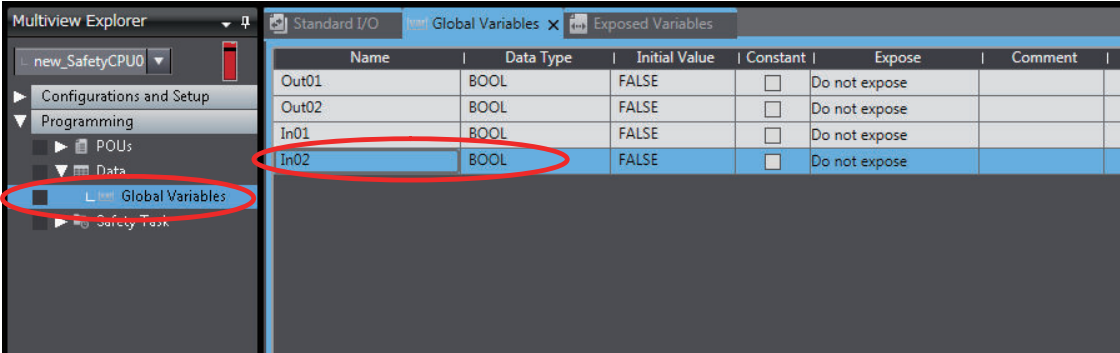 Multiview Explorer
new_SafetyCPU0
Configurations and Setup
Programming
POUs
Data
Global Variables
Safety Task
Standard I/O Global Variables Exposed Variables
Name Data Type Initial Value Constant Expose Comment
Out01 BOOL FALSE Do not expose
Out02 BOOL FALSE Do not expose
In01 BOOL FALSE Do not expose
In02 BOOL FALSE Do not expose